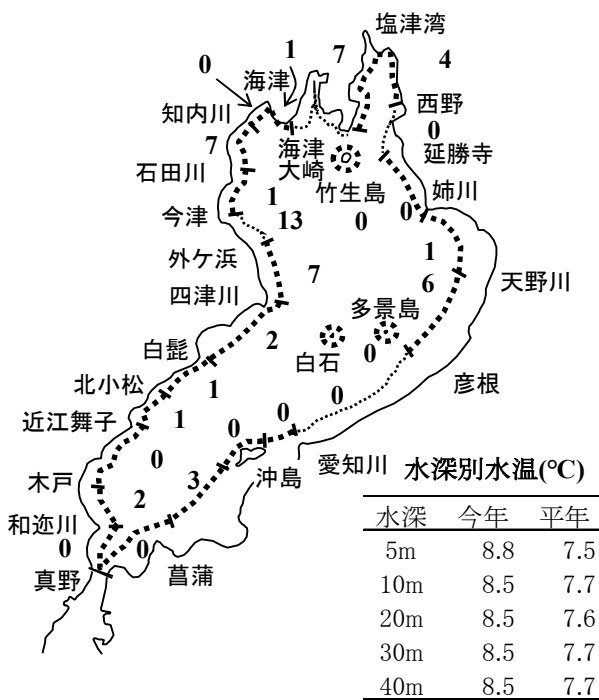 塩津湾
0
1
7
4
海津
知内川
西野
7
海津
大崎
0
延勝寺
石田川
竹生島
姉川
1
今津
13
0
0
外ケ浜
1
7
6
天野川
四津川
多景島
2
白髭
白石
0
1
彦根
北小松
0
近江舞子
1
0
0
0
愛知川
沖島
木戸
3
2
和迩川
0
0
真野
菖蒲
水深別水温(℃)
水深 今年 平年
5m 8.8 7.5
10m 8.5 7.7
20m 8.5 7.6
30m 8.5 7.7
40m 8.5 7.7